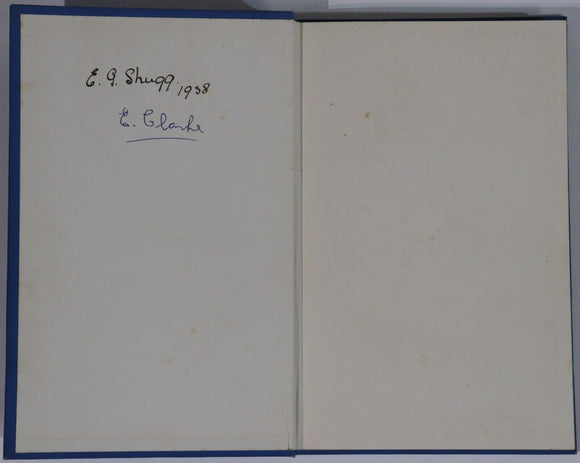 E. G. Shugg. 1938
E. Clarke